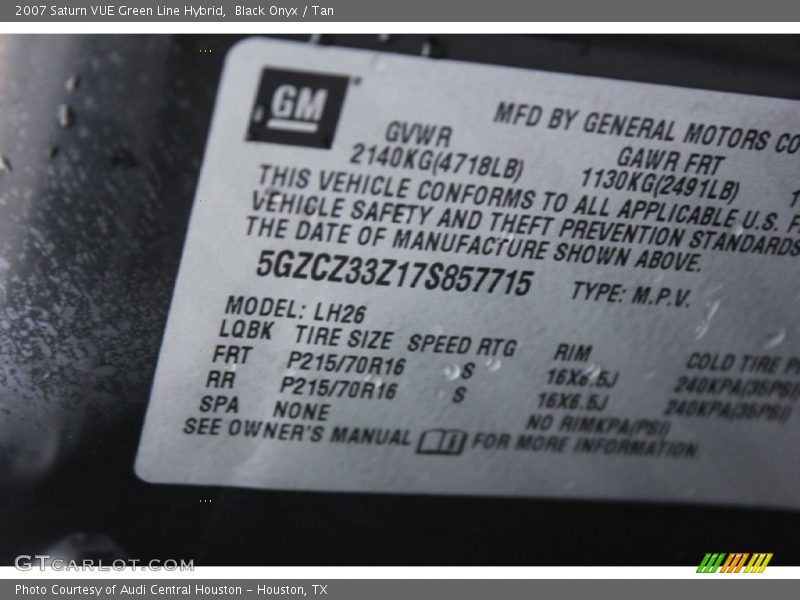 2007 Saturn VUE Green Line Hybrid, Black Onyx / Tan
GM
MFD BY GENERAL MOTORS CO
GVWR GAWR FRT
2140KG(4718LB) 1130KG(2491LB) 1
THIS VEHICLE CONFORMS TO ALL APPLICABLE U.S. F
VEHICLE SAFETY AND THEFT PREVENTION STANDARDS
THE DATE OF MANUFACTURE SHOWN ABOVE.
5GZCZ33Z17S857715 TYPE: M.P.V.
MODEL: LH26
LQBK TIRE SIZE SPEED RTG RIM COLD TIRE P
FRT P215/70R16 S 16X6.5J 240KPA(35PSI)
RR P215/70R16 S 16X6.5J 240KPA(35PSI)
SPA NONE NO RIMKPA(PSI)
SEE OWNER'S MANUAL FOR MORE INFORMATION
GTCARLOT.COM
Photo Courtesy of Audi Central Houston – Houston, TX